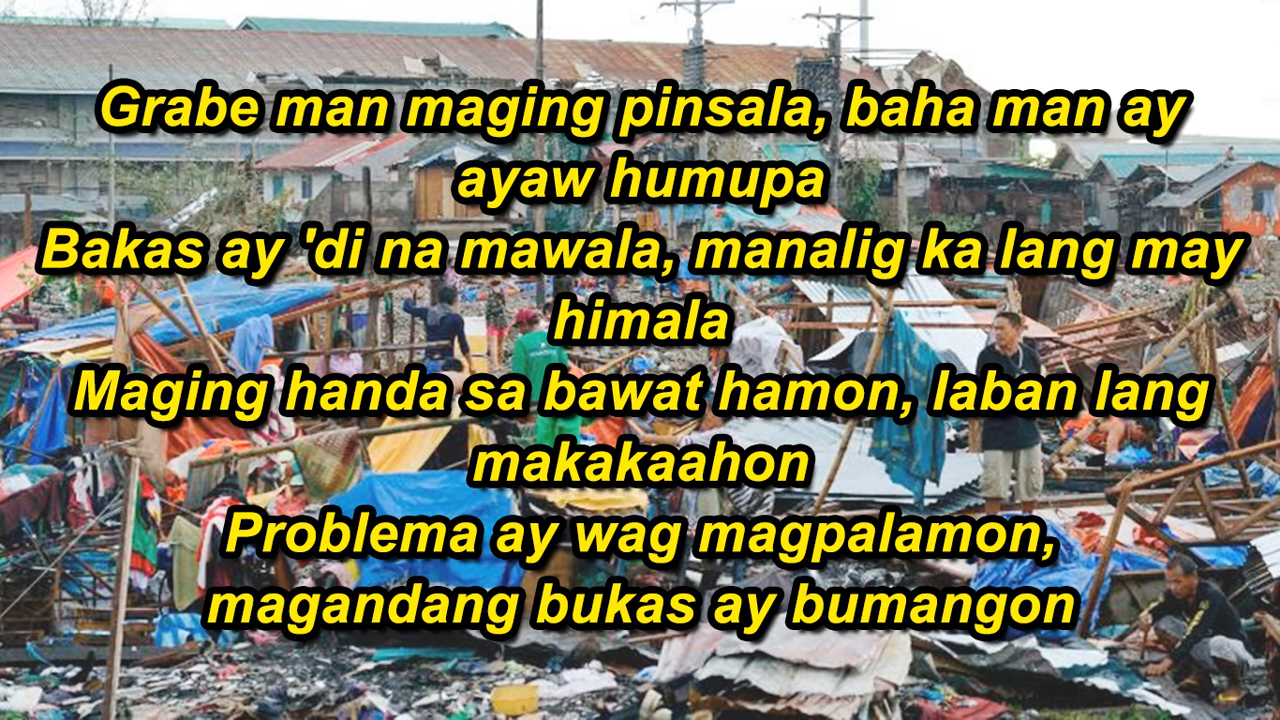 Grabe man maging pinsala, baha man ay
ayaw humupa
Bakas ay 'di na mawala, manalig ka lang may
himala
Maging handa sa bawat hamon, laban lang
makakaahon
Problema ay wag magpalamon,
magandang bukas ay bumangon